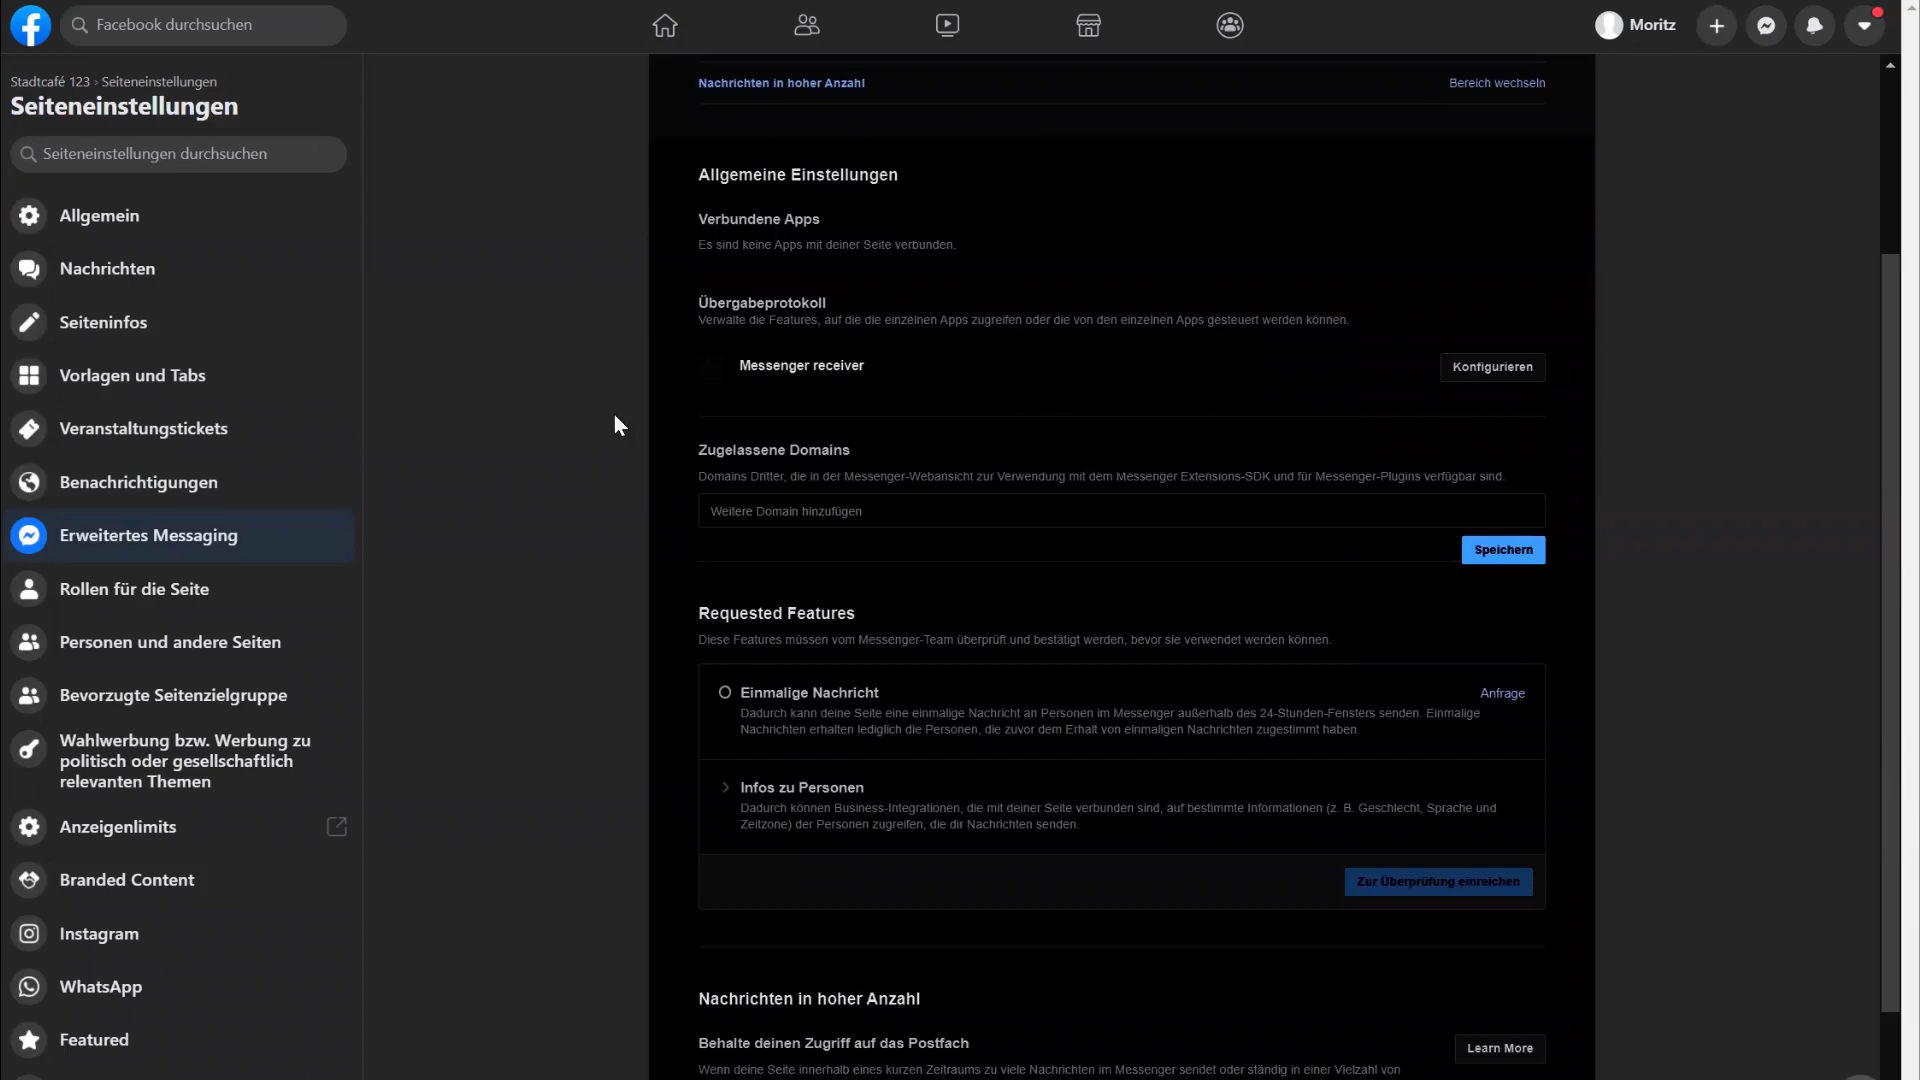 Facebook durchsuchen
Moritz
Stadtcafé 123 › Seiteneinstellungen
Seiteneinstellungen
Seiteneinstellungen durchsuchen
Allgemein
Nachrichten
Seiteninfos
Vorlagen und Tabs
Veranstaltungstickets
Benachrichtigungen
Erweitertes Messaging
Rollen für die Seite
Personen und andere Seiten
Bevorzugte Seitenzielgruppe
Wahlwerbung bzw. Werbung zu
politisch oder gesellschaftlich
relevanten Themen
Anzeigenlimits
Branded Content
Instagram
WhatsApp
Featured
Nachrichten in hoher Anzahl
Bereich wechseln
Allgemeine Einstellungen
Verbundene Apps
Es sind keine Apps mit deiner Seite verbunden.
Übergabeprotokoll
Verwalte die Features, auf die die einzelnen Apps zugreifen oder die von den einzelnen Apps gesteuert werden können.
Messenger receiver
Konfigurieren
Zugelassene Domains
Domains Dritter, die in der Messenger-Webansicht zur Verwendung mit dem Messenger Extensions-SDK und für Messenger-Plugins verfügbar sind.
Weitere Domain hinzufügen
Speichern
Requested Features
Diese Features müssen vom Messenger-Team überprüft und bestätigt werden, bevor sie verwendet werden können.
Einmalige Nachricht
Anfrage
Dadurch kann deine Seite eine einmalige Nachricht an Personen im Messenger außerhalb des 24-Stunden-Fensters senden. Einmalige
Nachrichten erhalten lediglich die Personen, die zuvor dem Erhalt von einmaligen Nachrichten zugestimmt haben.
Infos zu Personen
Dadurch können Business-Integrationen, die mit deiner Seite verbunden sind, auf bestimmte Informationen (z. B. Geschlecht, Sprache und
Zeitzone) der Personen zugreifen, die dir Nachrichten senden.
Zur Überprüfung einreichen
Nachrichten in hoher Anzahl
Behalte deinen Zugriff auf das Postfach
Learn More
Wenn deine Seite innerhalb eines kurzen Zeitraums zu viele Nachrichten im Messenger sendet oder ständig in einer Vielzahl von